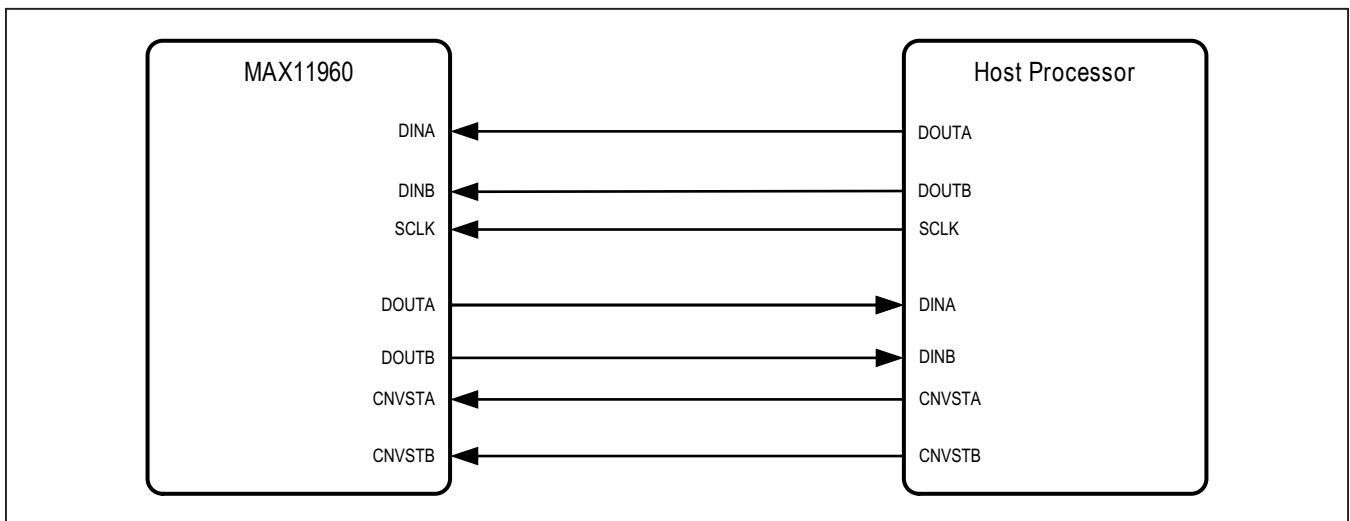 MAX11960
Host Processor
DINA
DOUTA
DINB
DOUTB
SCLK
SCLK
DOUTA
DINA
DOUTB
DINB
CNVSTA
CNVSTA
CNVSTB
CNVSTB